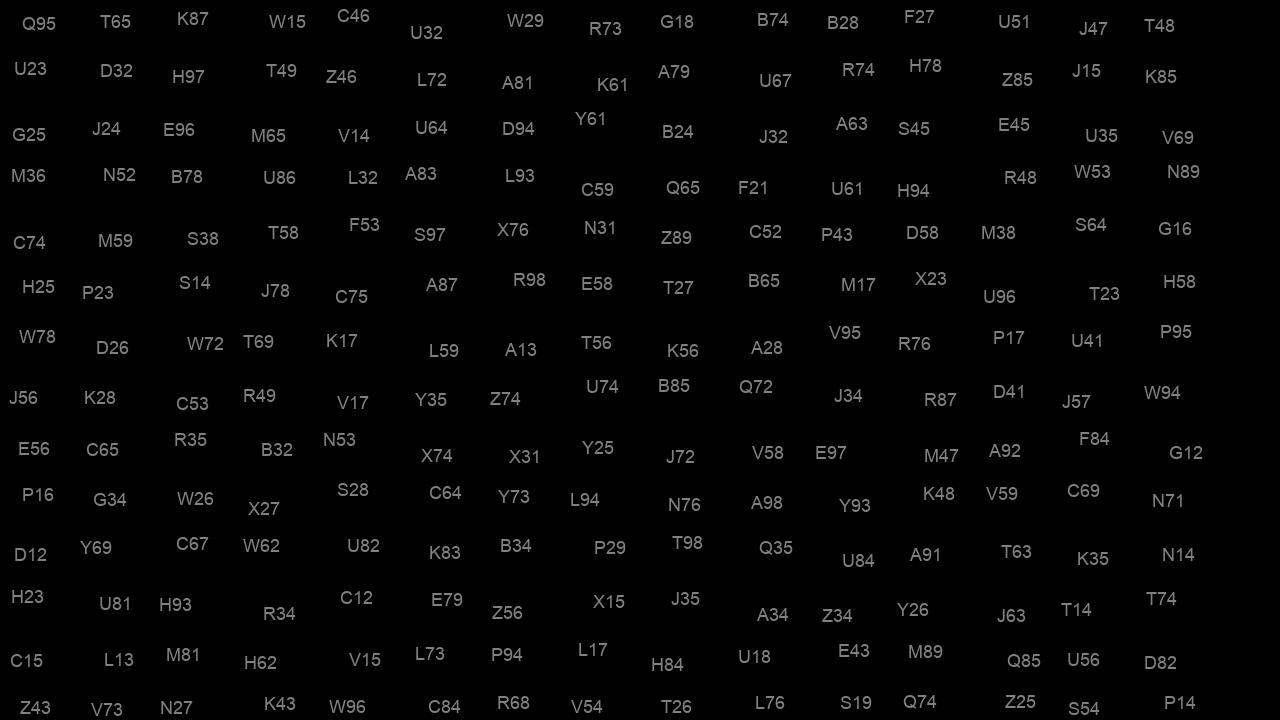 Q95 T65 K87 W15 C46 U32 W29 R73 G18 B74 B28 F27 U51 J47 T48
U23 D32 H97 T49 Z46 L72 A81 K61 A79 U67 R74 H78 Z85 J15 K85
G25 J24 E96 M65 V14 U64 D94 Y61 B24 J32 A63 S45 E45 U35 V69
M36 N52 B78 U86 L32 A83 L93 C59 Q65 F21 U61 H94 R48 W53 N89
C74 M59 S38 T58 F53 S97 X76 N31 Z89 C52 P43 D58 M38 S64 G16
H25 P23 S14 J78 C75 A87 R98 E58 T27 B65 M17 X23 U96 T23 H58
W78 D26 W72 T69 K17 L59 A13 T56 K56 A28 V95 R76 P17 U41 P95
J56 K28 C53 R49 V17 Y35 Z74 U74 B85 Q72 J34 R87 D41 J57 W94
E56 C65 R35 B32 N53 X74 X31 Y25 J72 V58 E97 M47 A92 F84 G12
P16 G34 W26 X27 S28 C64 Y73 L94 N76 A98 Y93 K48 V59 C69 N71
D12 Y69 C67 W62 U82 K83 B34 P29 T98 Q35 U84 A91 T63 K35 N14
H23 U81 H93 R34 C12 E79 Z56 X15 J35 A34 Z34 Y26 J63 T14 T74
C15 L13 M81 H62 V15 L73 P94 L17 H84 U18 E43 M89 Q85 U56 D82
Z43 V73 N27 K43 W96 C84 R68 V54 T26 L76 S19 Q74 Z25 S54 P14